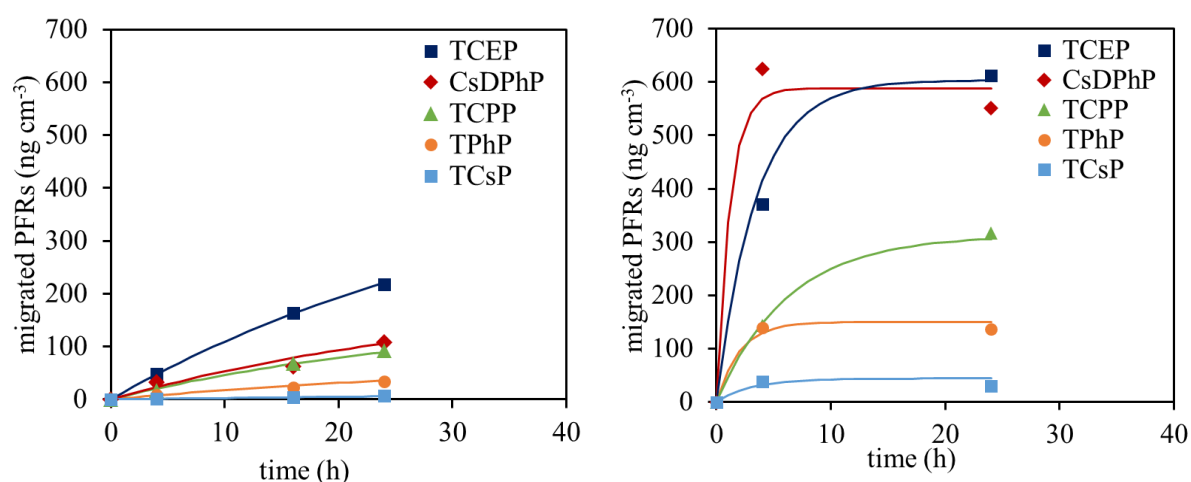 700
600
500
400
300
200
100
0
migrated PFRs (ng cm⁻³)
TCEP
CsDPhP
TCPP
TPhP
TCsP
0 10 20 30 40
time (h)
700
600
500
400
300
200
100
0
migrated PFRs (ng cm⁻³)
TCEP
CsDPhP
TCPP
TPhP
TCsP
0 10 20 30 40
time (h)